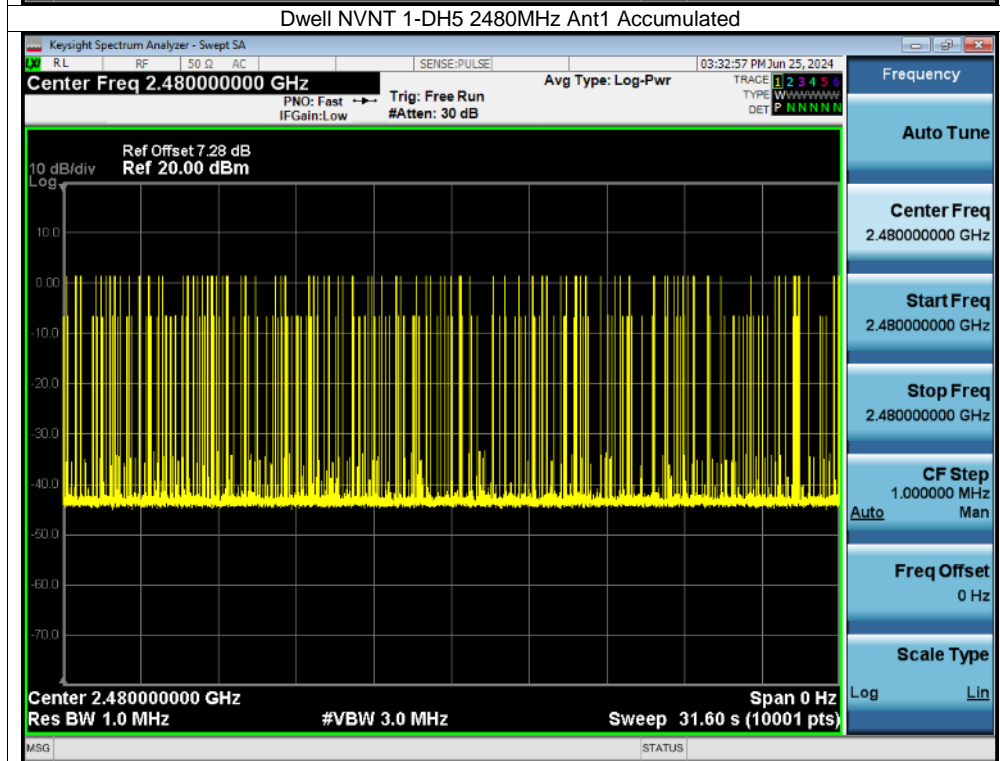 Dwell NVNT 1-DH5 2480MHz Ant1 Accumulated
Keysight Spectrum Analyzer - Swept SA
RL RF 50 Ω AC SENSE:PULSE 03:32:57 PM Jun 25, 2024
Center Freq 2.480000000 GHz
PNO: Fast
IFGain:Low
Trig: Free Run
#Atten: 30 dB
Avg Type: Log-Pwr
TRACE 1 2 3 4 5 6
TYPE WWWWWW
DET P NNNNN
Frequency
Auto Tune
Center Freq
2.480000000 GHz
Start Freq
2.480000000 GHz
Stop Freq
2.480000000 GHz
CF Step
1.000000 MHz
Auto Man
Freq Offset
0 Hz
Scale Type
Log Lin
Ref Offset 7.28 dB
10 dB/div Ref 20.00 dBm
Log
10.0
0.00
-10.0
-20.0
-30.0
-40.0
-50.0
-60.0
-70.0
Center 2.480000000 GHz Span 0 Hz
Res BW 1.0 MHz #VBW 3.0 MHz Sweep 31.60 s (10001 pts)
MSG STATUS